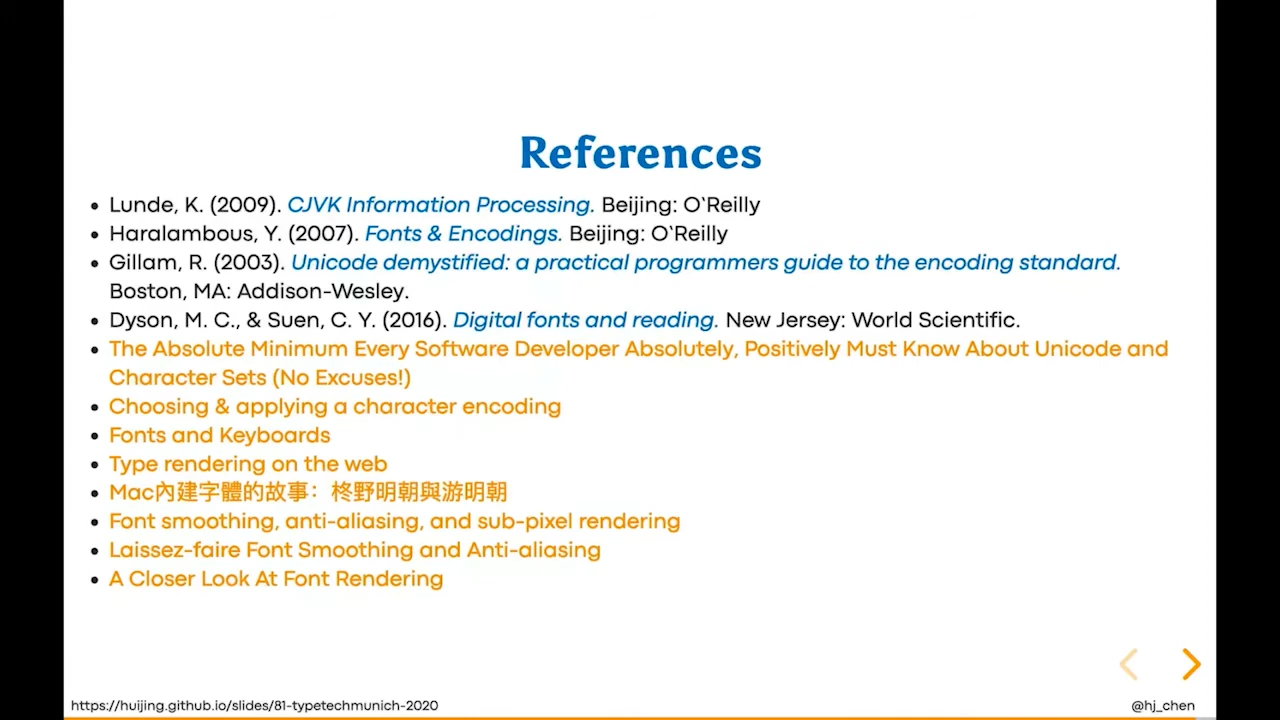 References
• Lunde, K. (2009). CJVK Information Processing. Beijing: O‛Reilly
• Haralambous, Y. (2007). Fonts & Encodings. Beijing: O‛Reilly
• Gillam, R. (2003). Unicode demystified: a practical programmers guide to the encoding standard.
Boston, MA: Addison-Wesley.
• Dyson, M. C., & Suen, C. Y. (2016). Digital fonts and reading. New Jersey: World Scientific.
• The Absolute Minimum Every Software Developer Absolutely, Positively Must Know About Unicode and
Character Sets (No Excuses!)
• Choosing & applying a character encoding
• Fonts and Keyboards
• Type rendering on the web
• Mac內建字體的故事：柊野明朝與游明朝
• Font smoothing, anti-aliasing, and sub-pixel rendering
• Laissez-faire Font Smoothing and Anti-aliasing
• A Closer Look At Font Rendering
https://huijing.github.io/slides/81-typetechmunich-2020
@hj_chen